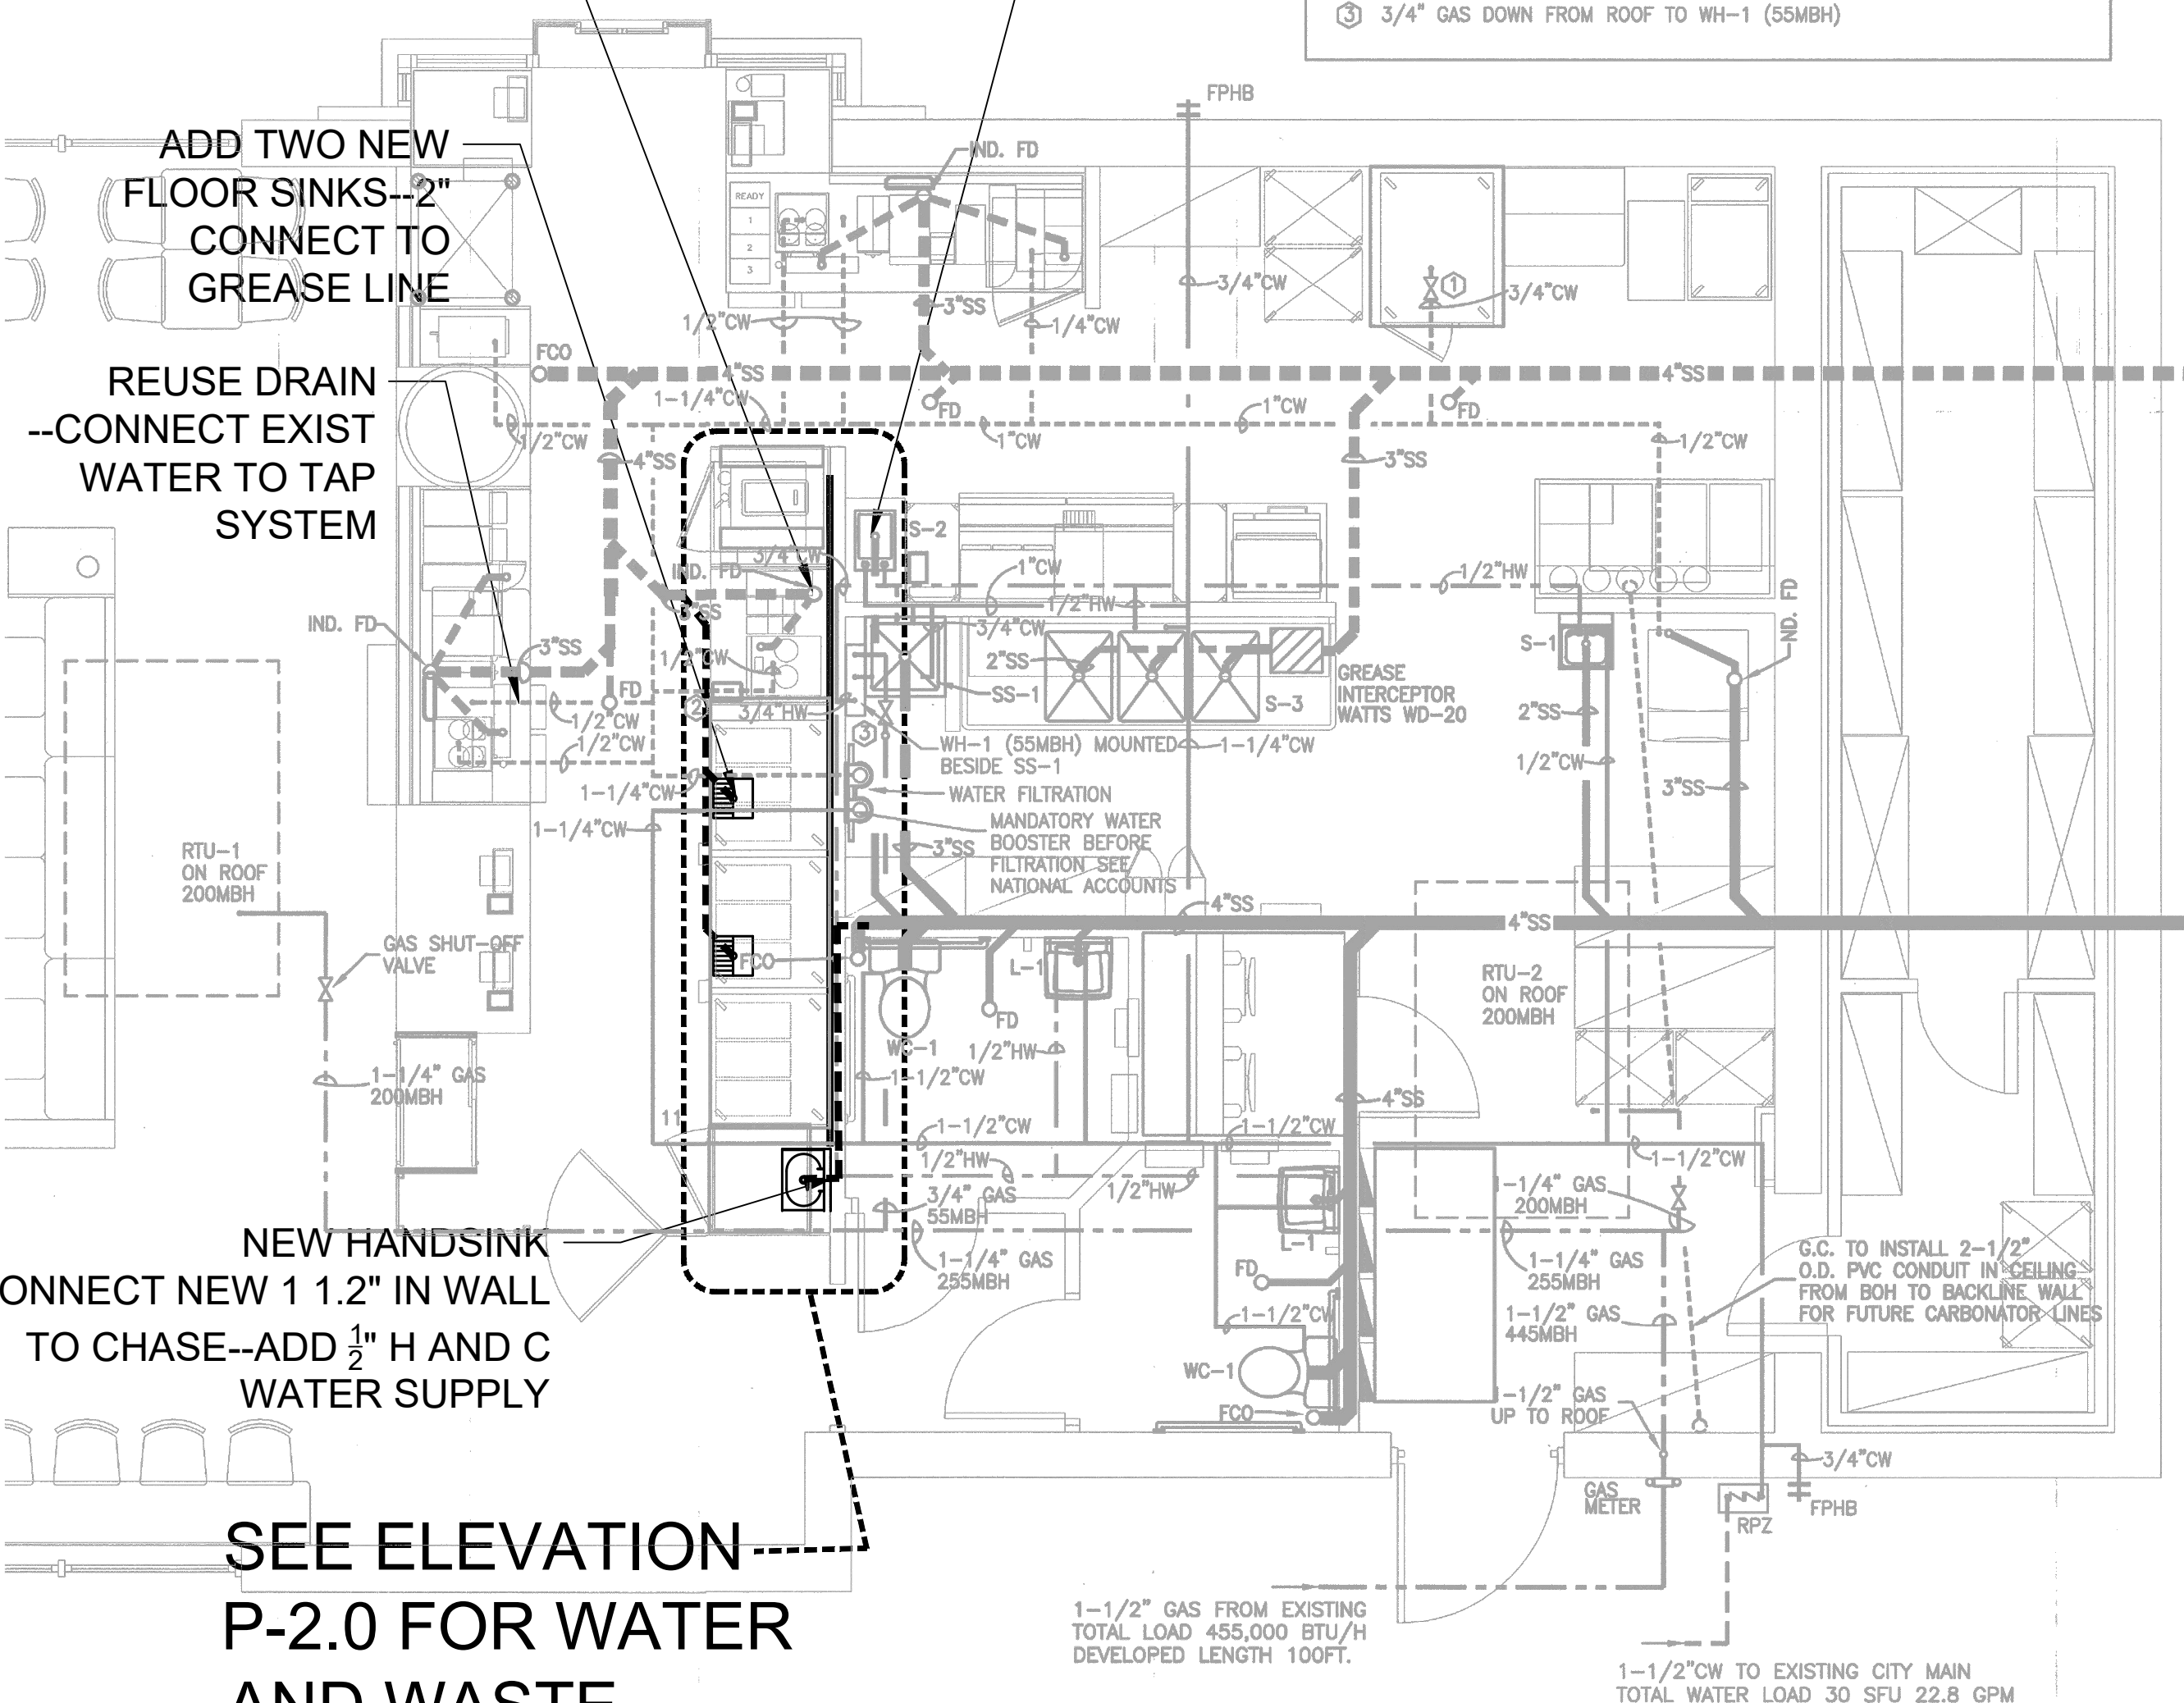 3 3/4" GAS DOWN FROM ROOF TO WH-1 (55MBH)
FPHB
ADD TWO NEW
FLOOR SINKS--2"
CONNECT TO
GREASE LINE
IND. FD
READY
1
2
3
3/4"CW
1
3/4"CW
3"SS
1/2"CW
1/4"CW
REUSE DRAIN
--CONNECT EXIST
WATER TO TAP
SYSTEM
FCO
4"SS
4"SS
1-1/4"CW
FD
FD
1"CW
1"CW
1/2"CW
1/2"CW
4"SS
3"SS
S-2
3/4"CW
IND. FD
3"SS
1"CW
1/2"HW
1/2"HW
3/4"CW
IND. FD
3"SS
1/2"CW
2"SS
SS-1
S-3
GREASE
INTERCEPTOR
WATTS WD-20
S-1
ND. FD
FD
1/2"CW
1/2"CW
2
3/4"HW
3
WH-1 (55MBH) MOUNTED
BESIDE SS-1
1-1/4"CW
2"SS
1/2"CW
3"SS
1-1/4"CW
WATER FILTRATION
1-1/4"CW
MANDATORY WATER
BOOSTER BEFORE
FILTRATION SEE
NATIONAL ACCOUNTS
3"SS
RTU-1
ON ROOF
200MBH
4"SS
4"SS
GAS SHUT-OFF
VALVE
FCO
L-1
RTU-2
ON ROOF
200MBH
FD
WC-1
1/2"HW
1-1/2"CW
1-1/4" GAS
200MBH
11
4"SS
1-1/2"CW
1-1/2"CW
1-1/2"CW
1/2"HW
1/2"HW
3/4" GAS
55MBH
1-1/4" GAS
200MBH
L-1
NEW HANDSINK
ONNECT NEW 1 1.2" IN WALL
TO CHASE--ADD ½" H AND C
WATER SUPPLY
1-1/4" GAS
255MBH
FD
1-1/4" GAS
255MBH
G.C. TO INSTALL 2-1/2"
O.D. PVC CONDUIT IN CEILING
FROM BOH TO BACKLINE WALL
FOR FUTURE CARBONATOR LINES
1-1/2"CW
1-1/2" GAS
445MBH
WC-1
FCO
1-1/2" GAS
UP TO ROOF
3/4"CW
GAS
METER
FPHB
RPZ
SEE ELEVATION
P-2.0 FOR WATER
AND WASTE
1-1/2" GAS FROM EXISTING
TOTAL LOAD 455,000 BTU/H
DEVELOPED LENGTH 100FT.
1-1/2"CW TO EXISTING CITY MAIN
TOTAL WATER LOAD 30 SFU 22.8 GPM